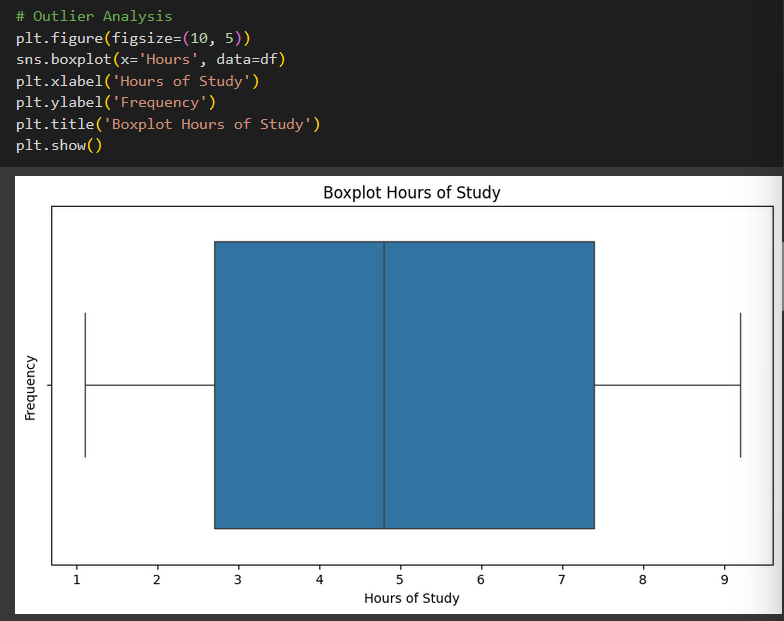 # Outlier Analysis
plt.figure(figsize=(10, 5))
sns.boxplot(x='Hours', data=df)
plt.xlabel('Hours of Study')
plt.ylabel('Frequency')
plt.title('Boxplot Hours of Study')
plt.show()
Boxplot Hours of Study
Frequency
1 2 3 4 5 6 7 8 9
Hours of Study